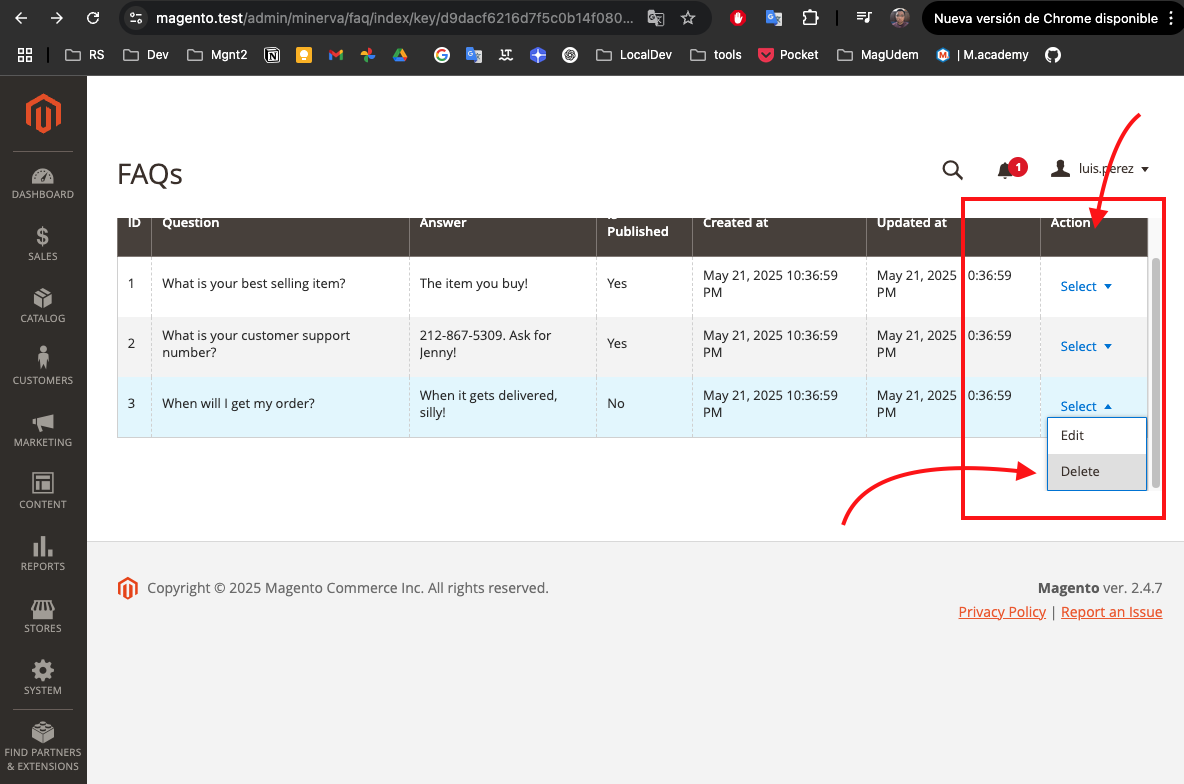 magento.test/admin/minerva/faq/index/key/d9dacf6216d7f5c0b14f080...
Nueva versión de Chrome disponible
RS
Dev
Mgnt2
LocalDev
tools
Pocket
MagUdem
| M.academy
DASHBOARD
SALES
CATALOG
CUSTOMERS
MARKETING
CONTENT
REPORTS
STORES
SYSTEM
FIND PARTNERS
& EXTENSIONS
FAQs
1
luis.perez
ID Question Answer Published Created at Updated at Action
1 What is your best selling item? The item you buy! Yes May 21, 2025 10:36:59 PM May 21, 2025 0:36:59 PM Select
2 What is your customer support number? 212-867-5309. Ask for Jenny! Yes May 21, 2025 10:36:59 PM May 21, 2025 0:36:59 PM Select
3 When will I get my order? When it gets delivered, silly! No May 21, 2025 10:36:59 PM May 21, 2025 0:36:59 PM Select
Edit
Delete
Copyright © 2025 Magento Commerce Inc. All rights reserved.
Magento ver. 2.4.7
Privacy Policy | Report an Issue